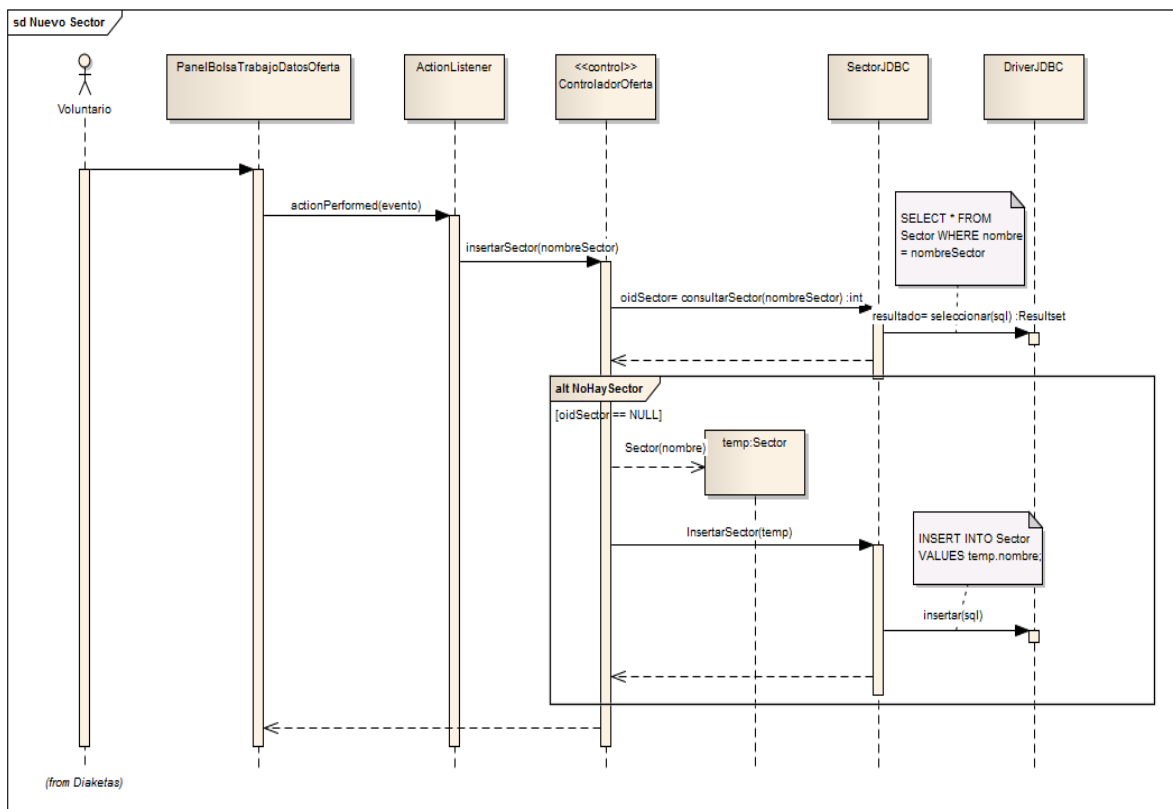 sd Nuevo Sector
Voluntario
PanelBolsaTrabajoDatosOferta
ActionListener
<<control>>
ControladorOferta
SectorJDBC
DriverJDBC
actionPerformed(evento)
insertarSector(nombreSector)
SELECT * FROM
Sector WHERE nombre
= nombreSector
oidSector= consultarSector(nombreSector) :int
resultado= seleccionar(sql) :Resultset
alt NoHaySector
[oidSector == NULL]
Sector(nombre)
temp:Sector
InsertarSector(temp)
INSERT INTO Sector
VALUES temp.nombre;
insertar(sql)
(from Diaketas)